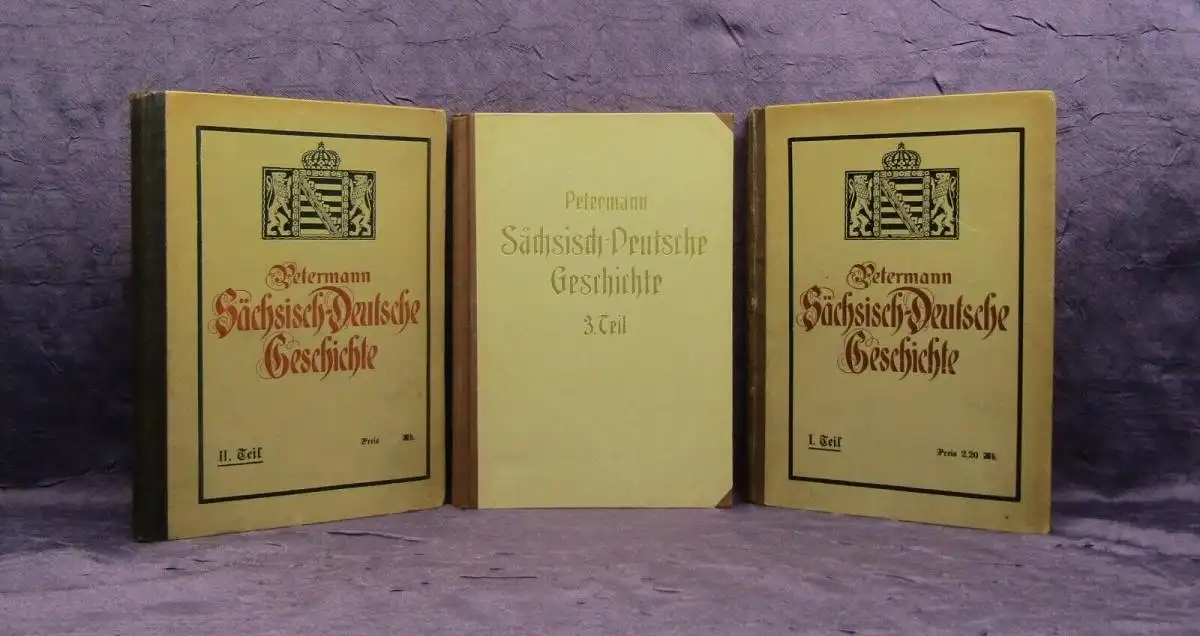 Petermann
Sächsisch-Deutsche
Geschichte
II. Teil
Preis Mk.
Petermann
Sächsisch-Deutsche
Geschichte
3. Teil
Petermann
Sächsisch-Deutsche
Geschichte
I. Teil
Preis 2,20 Mk.